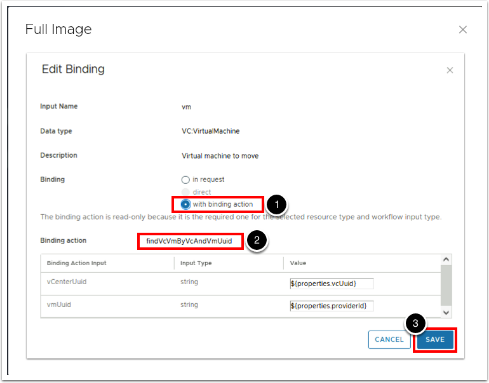 Full Image
Edit Binding
Input Name vm
Data type VC:VirtualMachine
Description Virtual machine to move
Binding in request
direct
with binding action 1
The binding action is read-only because it is the required one for the selected resource type and workflow input type.
Binding action findVcVmByVcAndVmUuid 2
Binding Action Input Input Type Value
vCenterUuid string ${properties.vcUuid}
vmUuid string ${properties.providerid}
3
CANCEL SAVE